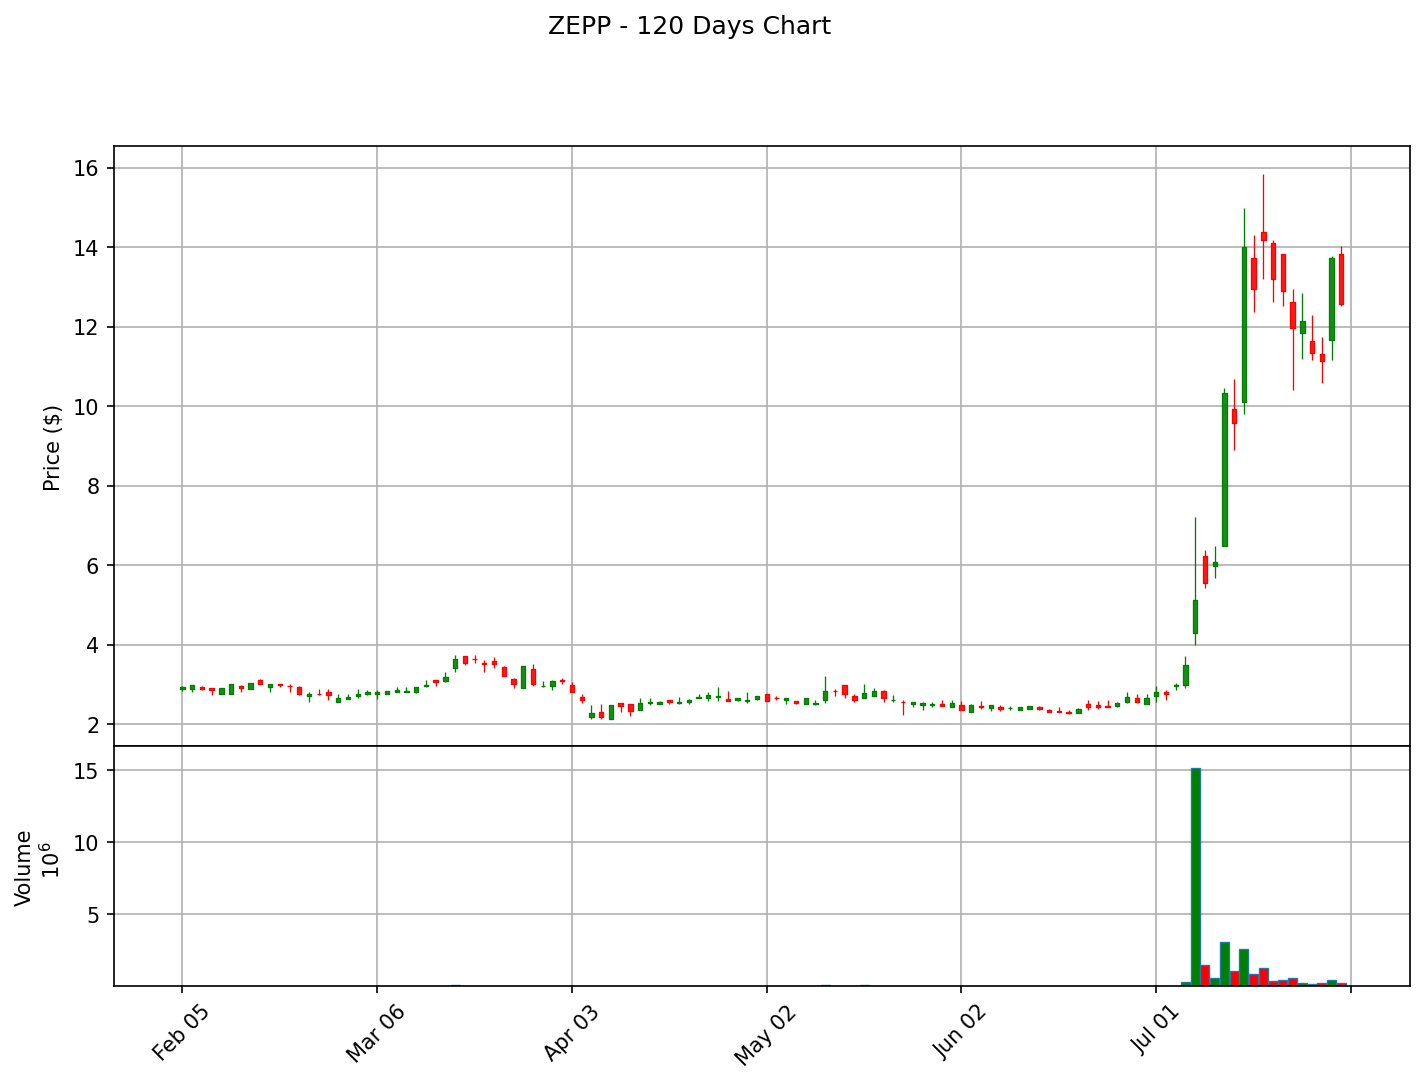 ZEPP - 120 Days Chart
16
14
12
10
8
6
4
2
Price ($)
15
10
5
Volume
10⁶
Feb 05
Mar 06
Apr 03
May 02
Jun 02
Jul 01